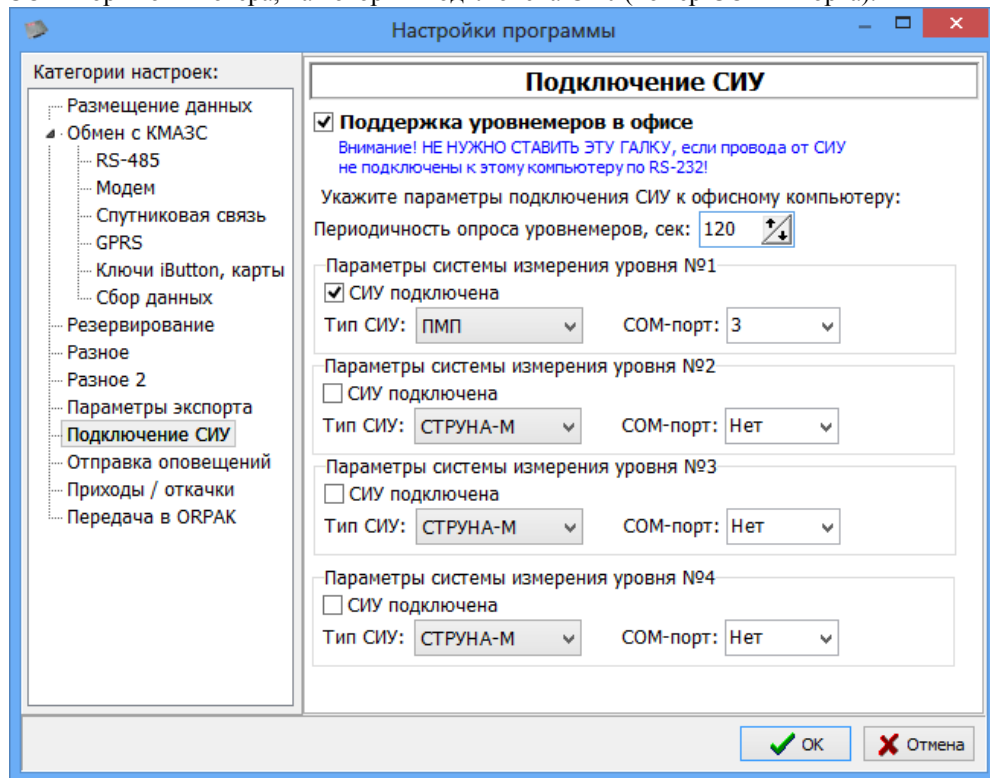 Настройки программы
Категории настроек:
Размещение данных
Обмен с КМАЗС
RS-485
Модем
Спутниковая связь
GPRS
Ключи iButton, карты
Сбор данных
Резервирование
Разное
Разное 2
Параметры экспорта
Подключение СИУ
Отправка оповещений
Приходы / откачки
Передача в ORPAK
Подключение СИУ
Поддержка уровнемеров в офисе
Внимание! НЕ НУЖНО СТАВИТЬ ЭТУ ГАЛКУ, если провода от СИУ
не подключены к этому компьютеру по RS-232!
Укажите параметры подключения СИУ к офисному компьютеру:
Периодичность опроса уровнемеров, сек: 120
Параметры системы измерения уровня №1
СИУ подключена
Тип СИУ: ПМП COM-порт: 3
Параметры системы измерения уровня №2
СИУ подключена
Тип СИУ: СТРУНА-М COM-порт: Нет
Параметры системы измерения уровня №3
СИУ подключена
Тип СИУ: СТРУНА-М COM-порт: Нет
Параметры системы измерения уровня №4
СИУ подключена
Тип СИУ: СТРУНА-М COM-порт: Нет
OK Отмена